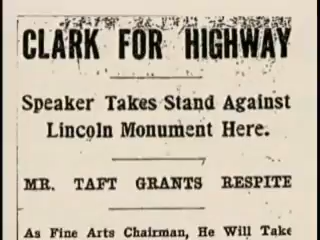 CLARK FOR HIGHWAY
Speaker Takes Stand Against
Lincoln Monument Here.
MR. TAFT GRANTS RESPITE
As Fine Arts Chairman, He Will Take